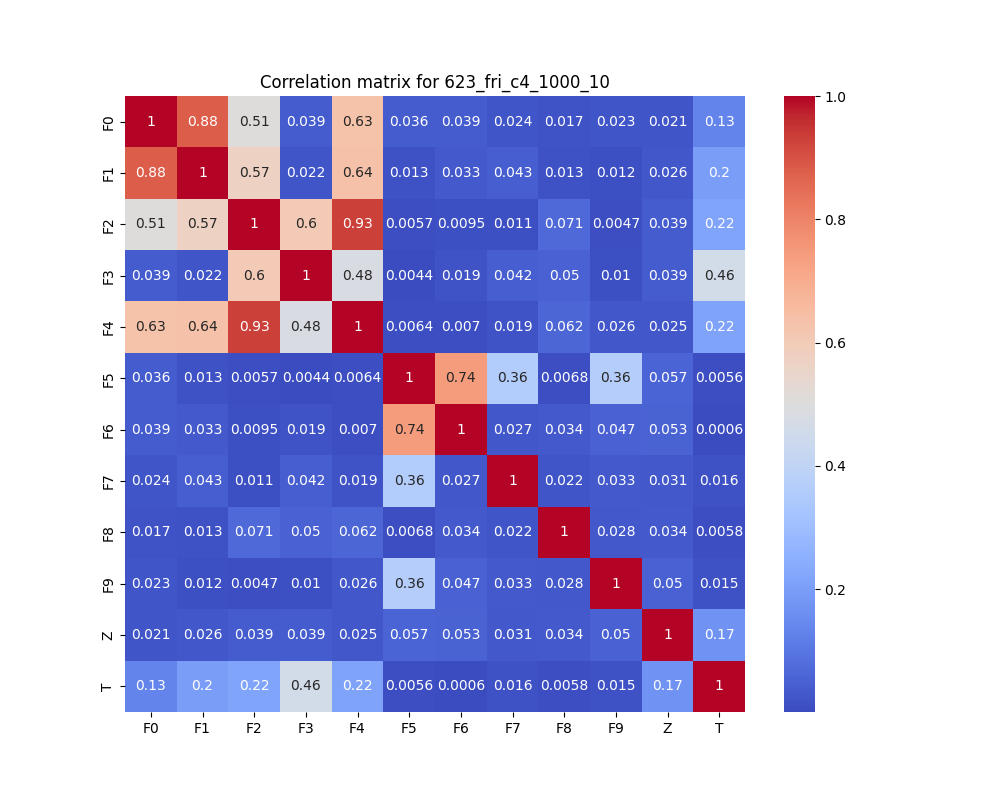 Correlation matrix for 623_fri_c4_1000_10
F0 1 0.88 0.51 0.039 0.63 0.036 0.039 0.024 0.017 0.023 0.021 0.13
F1 0.88 1 0.57 0.022 0.64 0.013 0.033 0.043 0.013 0.012 0.026 0.2
F2 0.51 0.57 1 0.6 0.93 0.0057 0.0095 0.011 0.071 0.0047 0.039 0.22
F3 0.039 0.022 0.6 1 0.48 0.0044 0.019 0.042 0.05 0.01 0.039 0.46
F4 0.63 0.64 0.93 0.48 1 0.0064 0.007 0.019 0.062 0.026 0.025 0.22
F5 0.036 0.013 0.0057 0.0044 0.0064 1 0.74 0.36 0.0068 0.36 0.057 0.0056
F6 0.039 0.033 0.0095 0.019 0.007 0.74 1 0.027 0.034 0.047 0.053 0.0006
F7 0.024 0.043 0.011 0.042 0.019 0.36 0.027 1 0.022 0.033 0.031 0.016
F8 0.017 0.013 0.071 0.05 0.062 0.0068 0.034 0.022 1 0.028 0.034 0.0058
F9 0.023 0.012 0.0047 0.01 0.026 0.36 0.047 0.033 0.028 1 0.05 0.015
Z 0.021 0.026 0.039 0.039 0.025 0.057 0.053 0.031 0.034 0.05 1 0.17
T 0.13 0.2 0.22 0.46 0.22 0.0056 0.0006 0.016 0.0058 0.015 0.17 1
F0 F1 F2 F3 F4 F5 F6 F7 F8 F9 Z T
1.0
0.8
0.6
0.4
0.2